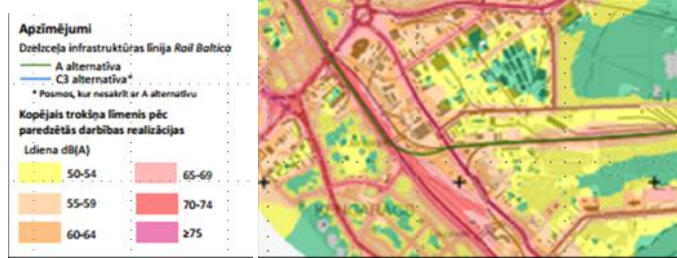 Apzīmējumi
Dzelzceļa infrastruktūras līnija Rail Baltica
A alternatīva
C3 alternatīva*
* Posmos, kur nesakrīt ar A alternatīvu
Kopējais trokšņa līmenis pēc
paredzētās darbības realizācijas
Ldiena dB(A)
50-54
65-69
55-59
70-74
60-64
≥75